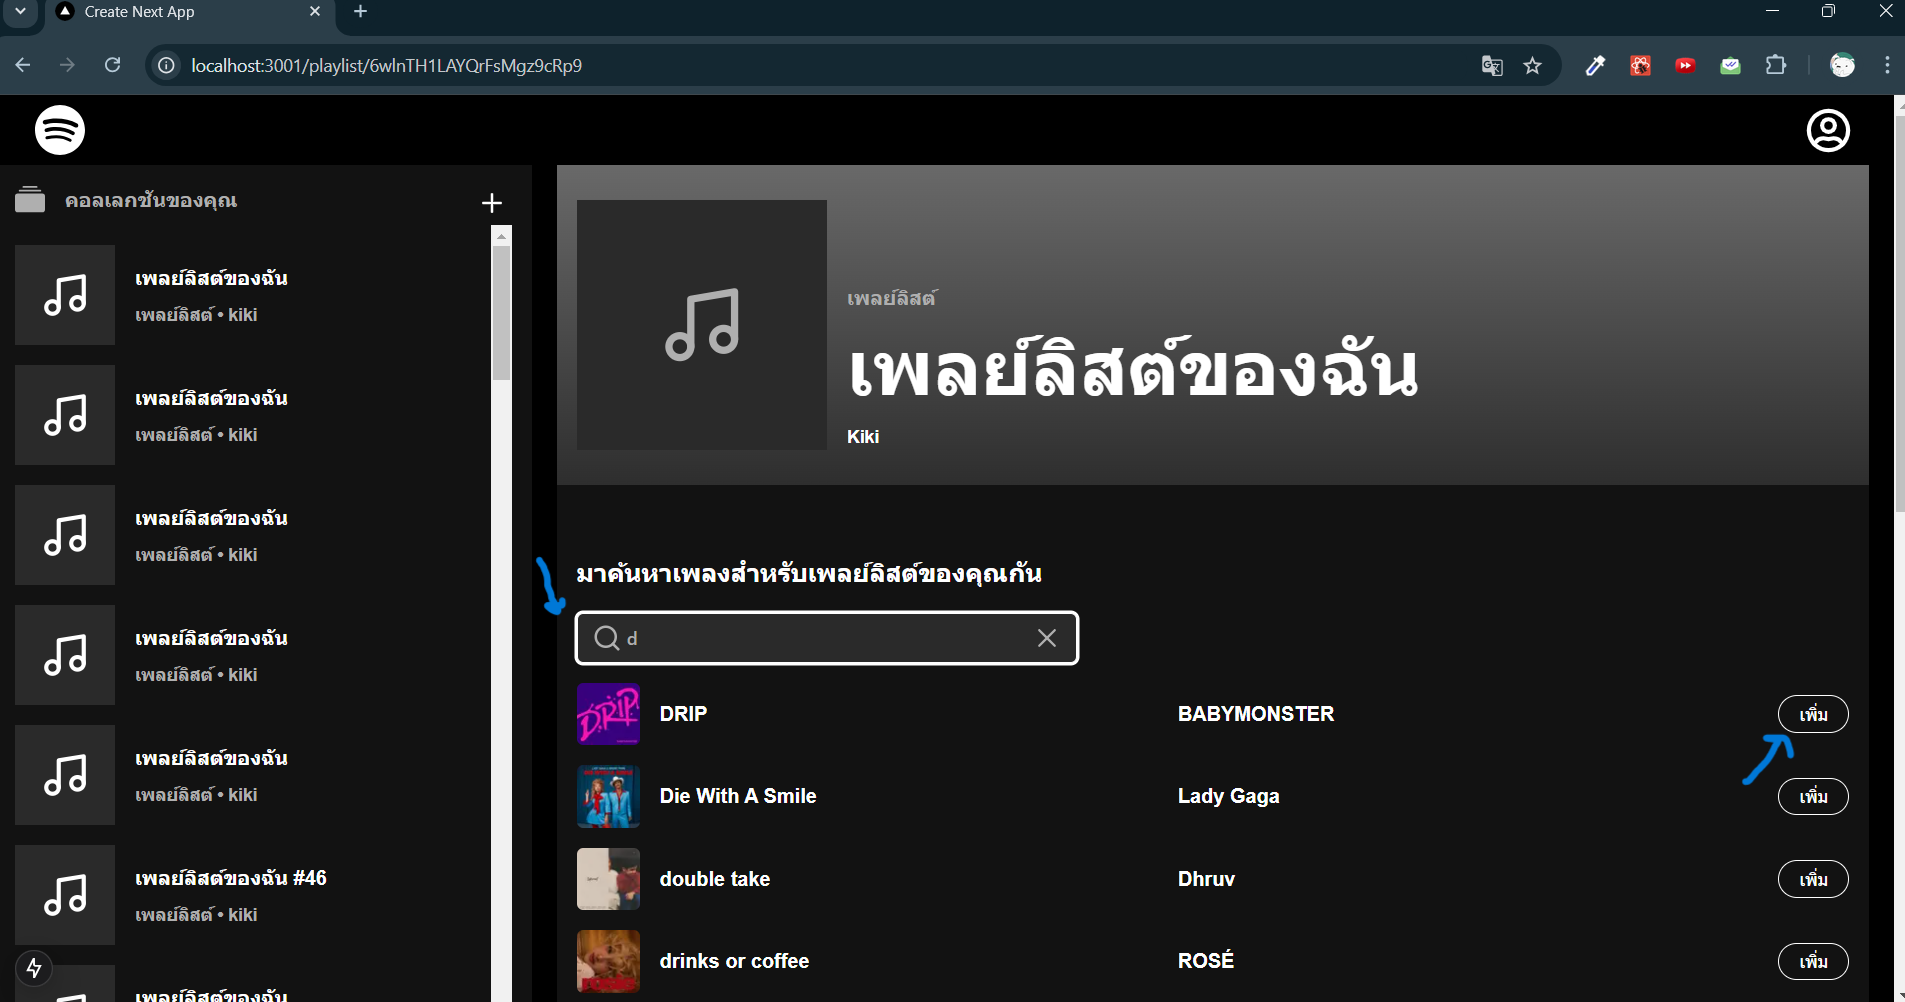 Create Next App
localhost:3001/playlist/6wlnTH1LAYQrFsMgz9cRp9
คอลเลกชันของคุณ
เพลย์ลิสต์ของฉัน
เพลย์ลิสต์ • kiki
เพลย์ลิสต์ของฉัน
เพลย์ลิสต์ • kiki
เพลย์ลิสต์ของฉัน
เพลย์ลิสต์ • kiki
เพลย์ลิสต์ของฉัน
เพลย์ลิสต์ • kiki
เพลย์ลิสต์ของฉัน
เพลย์ลิสต์ • kiki
เพลย์ลิสต์ของฉัน #46
เพลย์ลิสต์ • kiki
เพลย์ลิสต์ของฉัน
เพลย์ลิสต์
เพลย์ลิสต์ของฉัน
Kiki
มาค้นหาเพลงสำหรับเพลย์ลิสต์ของคุณกัน
d
DRIP BABYMONSTER เพิ่ม
Die With A Smile Lady Gaga เพิ่ม
double take Dhruv เพิ่ม
drinks or coffee ROSÉ เพิ่ม